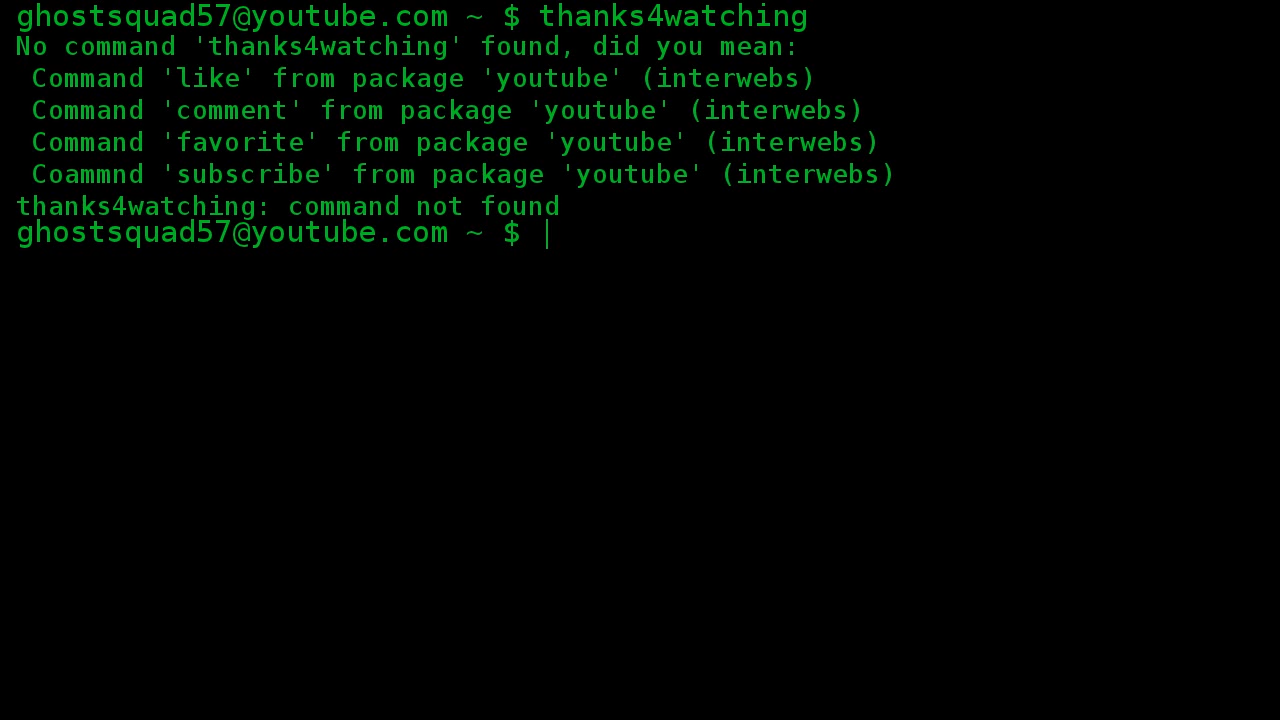 ghostsquad57@youtube.com ~ $ thanks4watching
No command 'thanks4watching' found, did you mean:
Command 'like' from package 'youtube' (interwebs)
Command 'comment' from package 'youtube' (interwebs)
Command 'favorite' from package 'youtube' (interwebs)
Coammnd 'subscribe' from package 'youtube' (interwebs)
thanks4watching: command not found
ghostsquad57@youtube.com ~ $